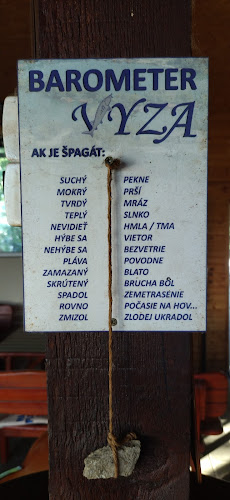 BAROMETER
VYZA
AK JE ŠPAGÁT:
SUCHÝ PEKNE
MOKRÝ PRŠÍ
TVRDÝ MRÁZ
TEPLÝ SLNKO
NEVIDIEŤ HMLA / TMA
HÝBE SA VIETOR
NEHÝBE SA BEZVETRIE
PLÁVA POVODNE
ZAMAZANÝ BLATO
SKRÚTENÝ BRUCHA BÔL
SPADOL ZEMETRASENIE
ROVNO POČASIE NA HOV...
ZMIZOL ZLODEJ UKRADOL